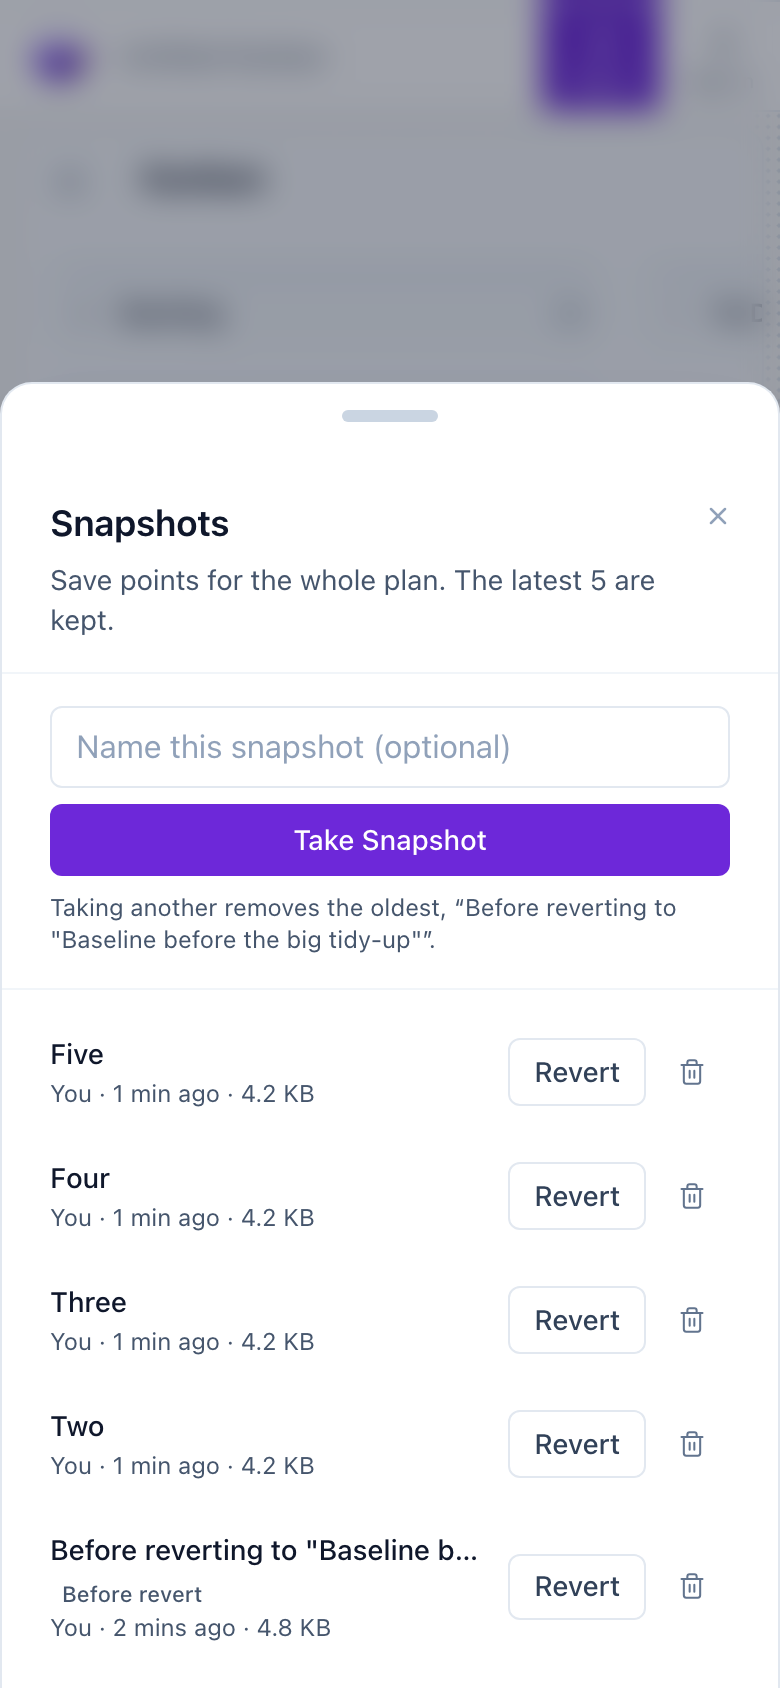 Snapshots
Save points for the whole plan. The latest 5 are
kept.
Name this snapshot (optional)
Take Snapshot
Taking another removes the oldest, “Before reverting to
"Baseline before the big tidy-up"”.
Five
Revert
You · 1 min ago · 4.2 KB
Four
Revert
You · 1 min ago · 4.2 KB
Three
Revert
You · 1 min ago · 4.2 KB
Two
Revert
You · 1 min ago · 4.2 KB
Before reverting to "Baseline b...
Revert
Before revert
You · 2 mins ago · 4.8 KB